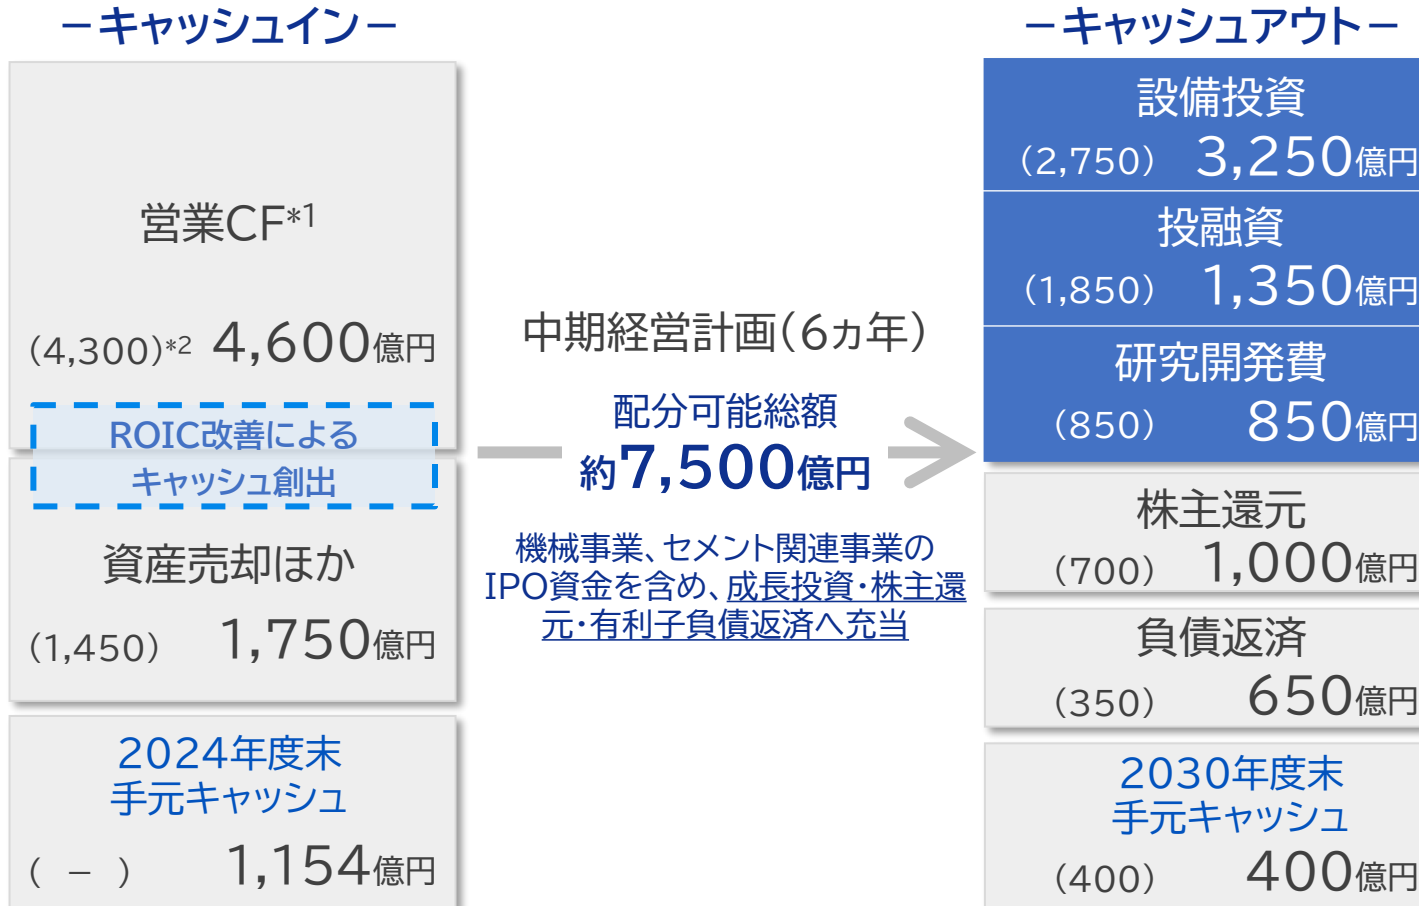 －キャッシュイン－
営業CF*1
(4,300)*2 4,600億円
ROIC改善による
キャッシュ創出
資産売却ほか
(1,450) 1,750億円
2024年度末
手元キャッシュ
( － ) 1,154億円
中期経営計画(6ヵ年)
配分可能総額
約7,500億円
機械事業、セメント関連事業の
IPO資金を含め、成長投資・株主還
元・有利子負債返済へ充当
－キャッシュアウト－
設備投資
(2,750) 3,250億円
投融資
(1,850) 1,350億円
研究開発費
(850) 850億円
株主還元
(700) 1,000億円
負債返済
(350) 650億円
2030年度末
手元キャッシュ
(400) 400億円